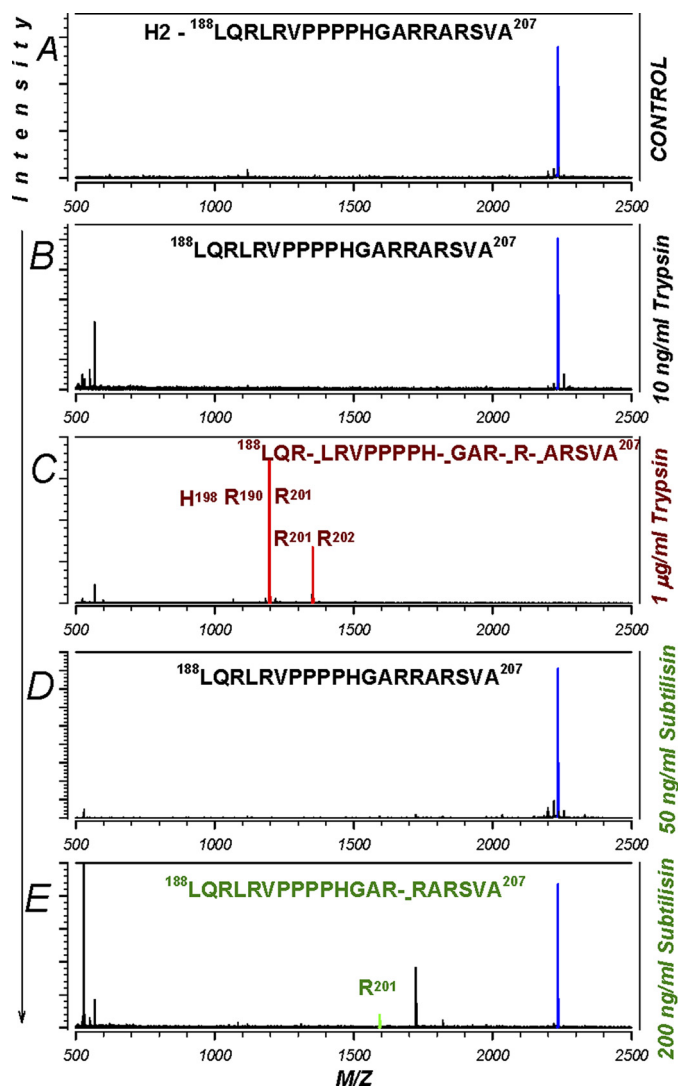 Intensity
A
H2 - ¹⁸⁸LQRLRVPPPPHGARRARSVA²⁰⁷
CONTROL
500 1000 1500 2000 2500
B
¹⁸⁸LQRLRVPPPPHGARRARSVA²⁰⁷
10 ng/ml Trypsin
500 1000 1500 2000 2500
C
¹⁸⁸LQR-_LRVPPPPH-_GAR-_R-_ARSVA²⁰⁷
H¹⁹⁸ R¹⁹⁰ R²⁰¹
R²⁰¹ R²⁰²
1 µg/ml Trypsin
500 1000 1500 2000 2500
D
¹⁸⁸LQRLRVPPPPHGARRARSVA²⁰⁷
50 ng/ml Subtilisin
500 1000 1500 2000 2500
E
¹⁸⁸LQRLRVPPPPHGAR-_RARSVA²⁰⁷
R²⁰¹
200 ng/ml Subtilisin
500 1000 1500 2000 2500
M/Z